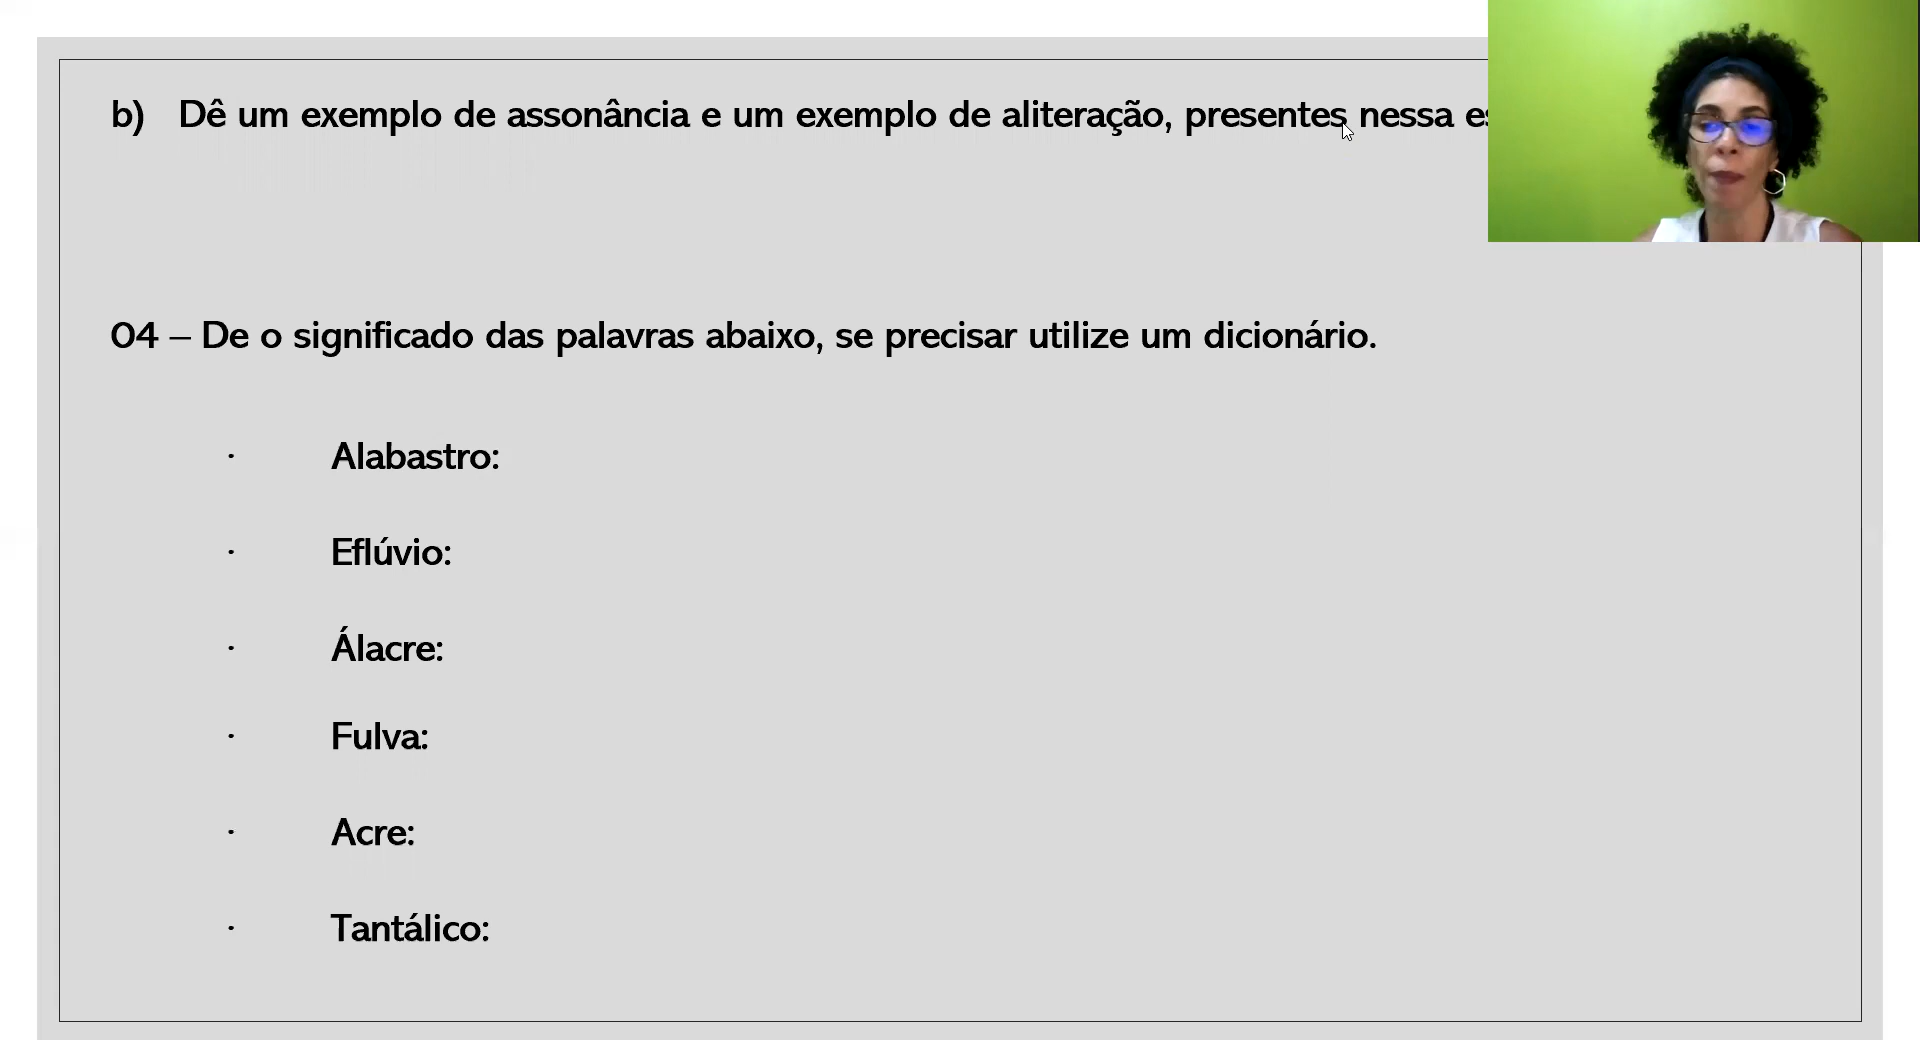 b) Dê um exemplo de assonância e um exemplo de aliteração, presentes nessa
04 – De o significado das palavras abaixo, se precisar utilize um dicionário.
· Alabastro:
· Eflúvio:
· Álacre:
· Fulva:
· Acre:
· Tantálico: